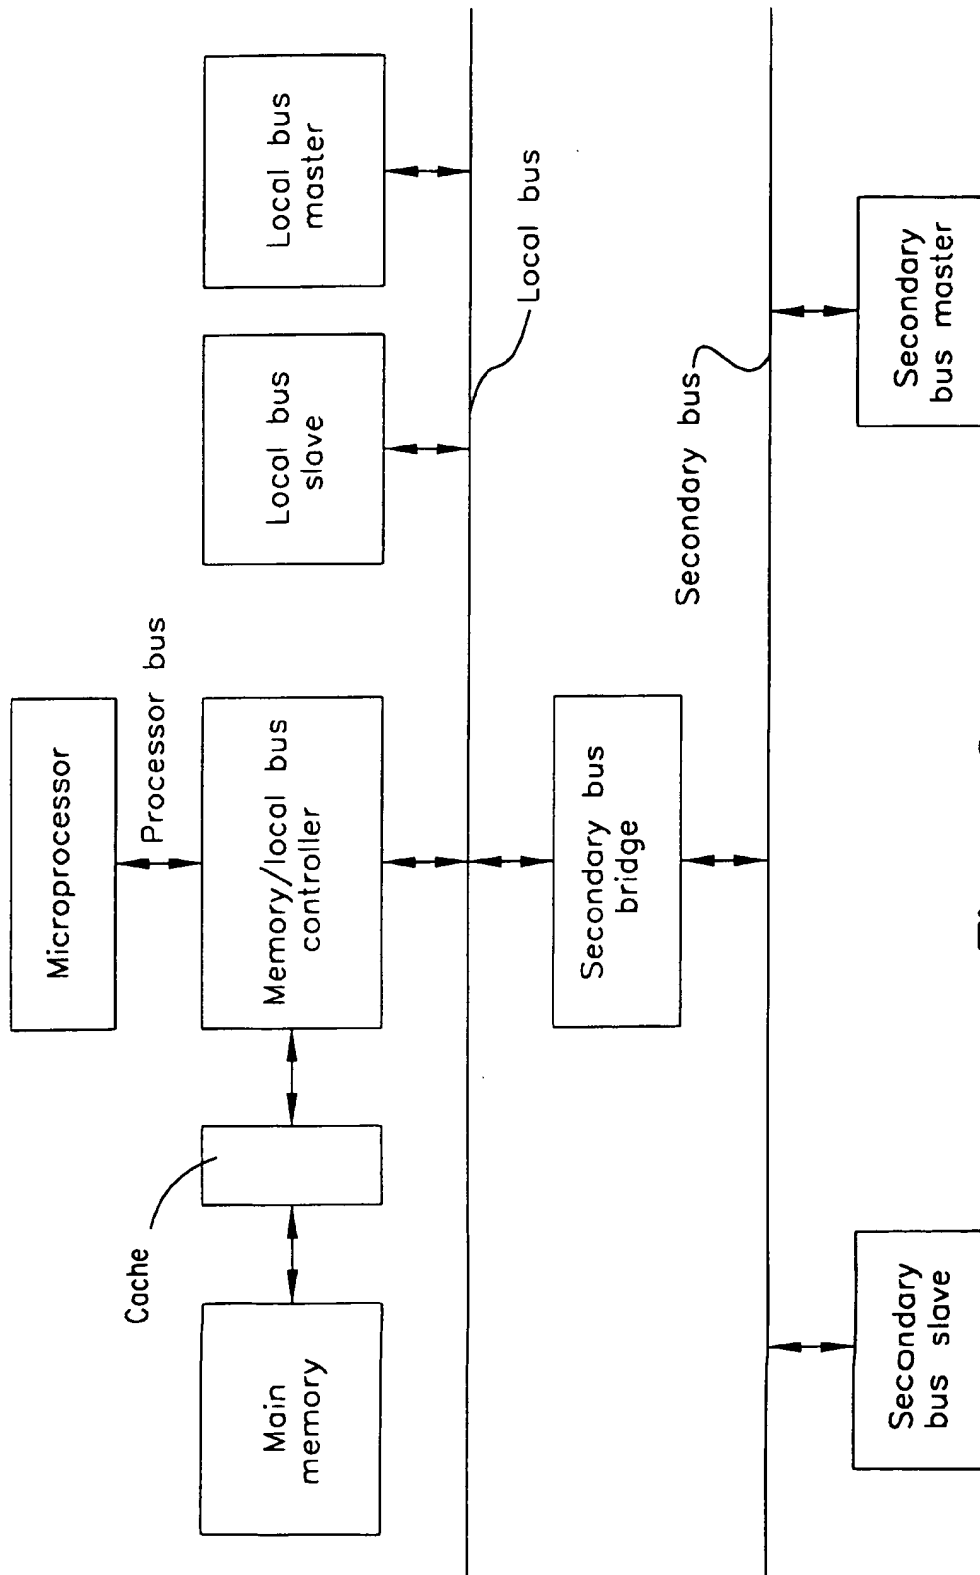 Microprocessor
Processor bus
Cache
Main
memory
Memory/local bus
controller
Local bus
slave
Local bus
master
Local bus
Secondary bus
bridge
Secondary bus
Secondary
bus slave
Secondary
bus master